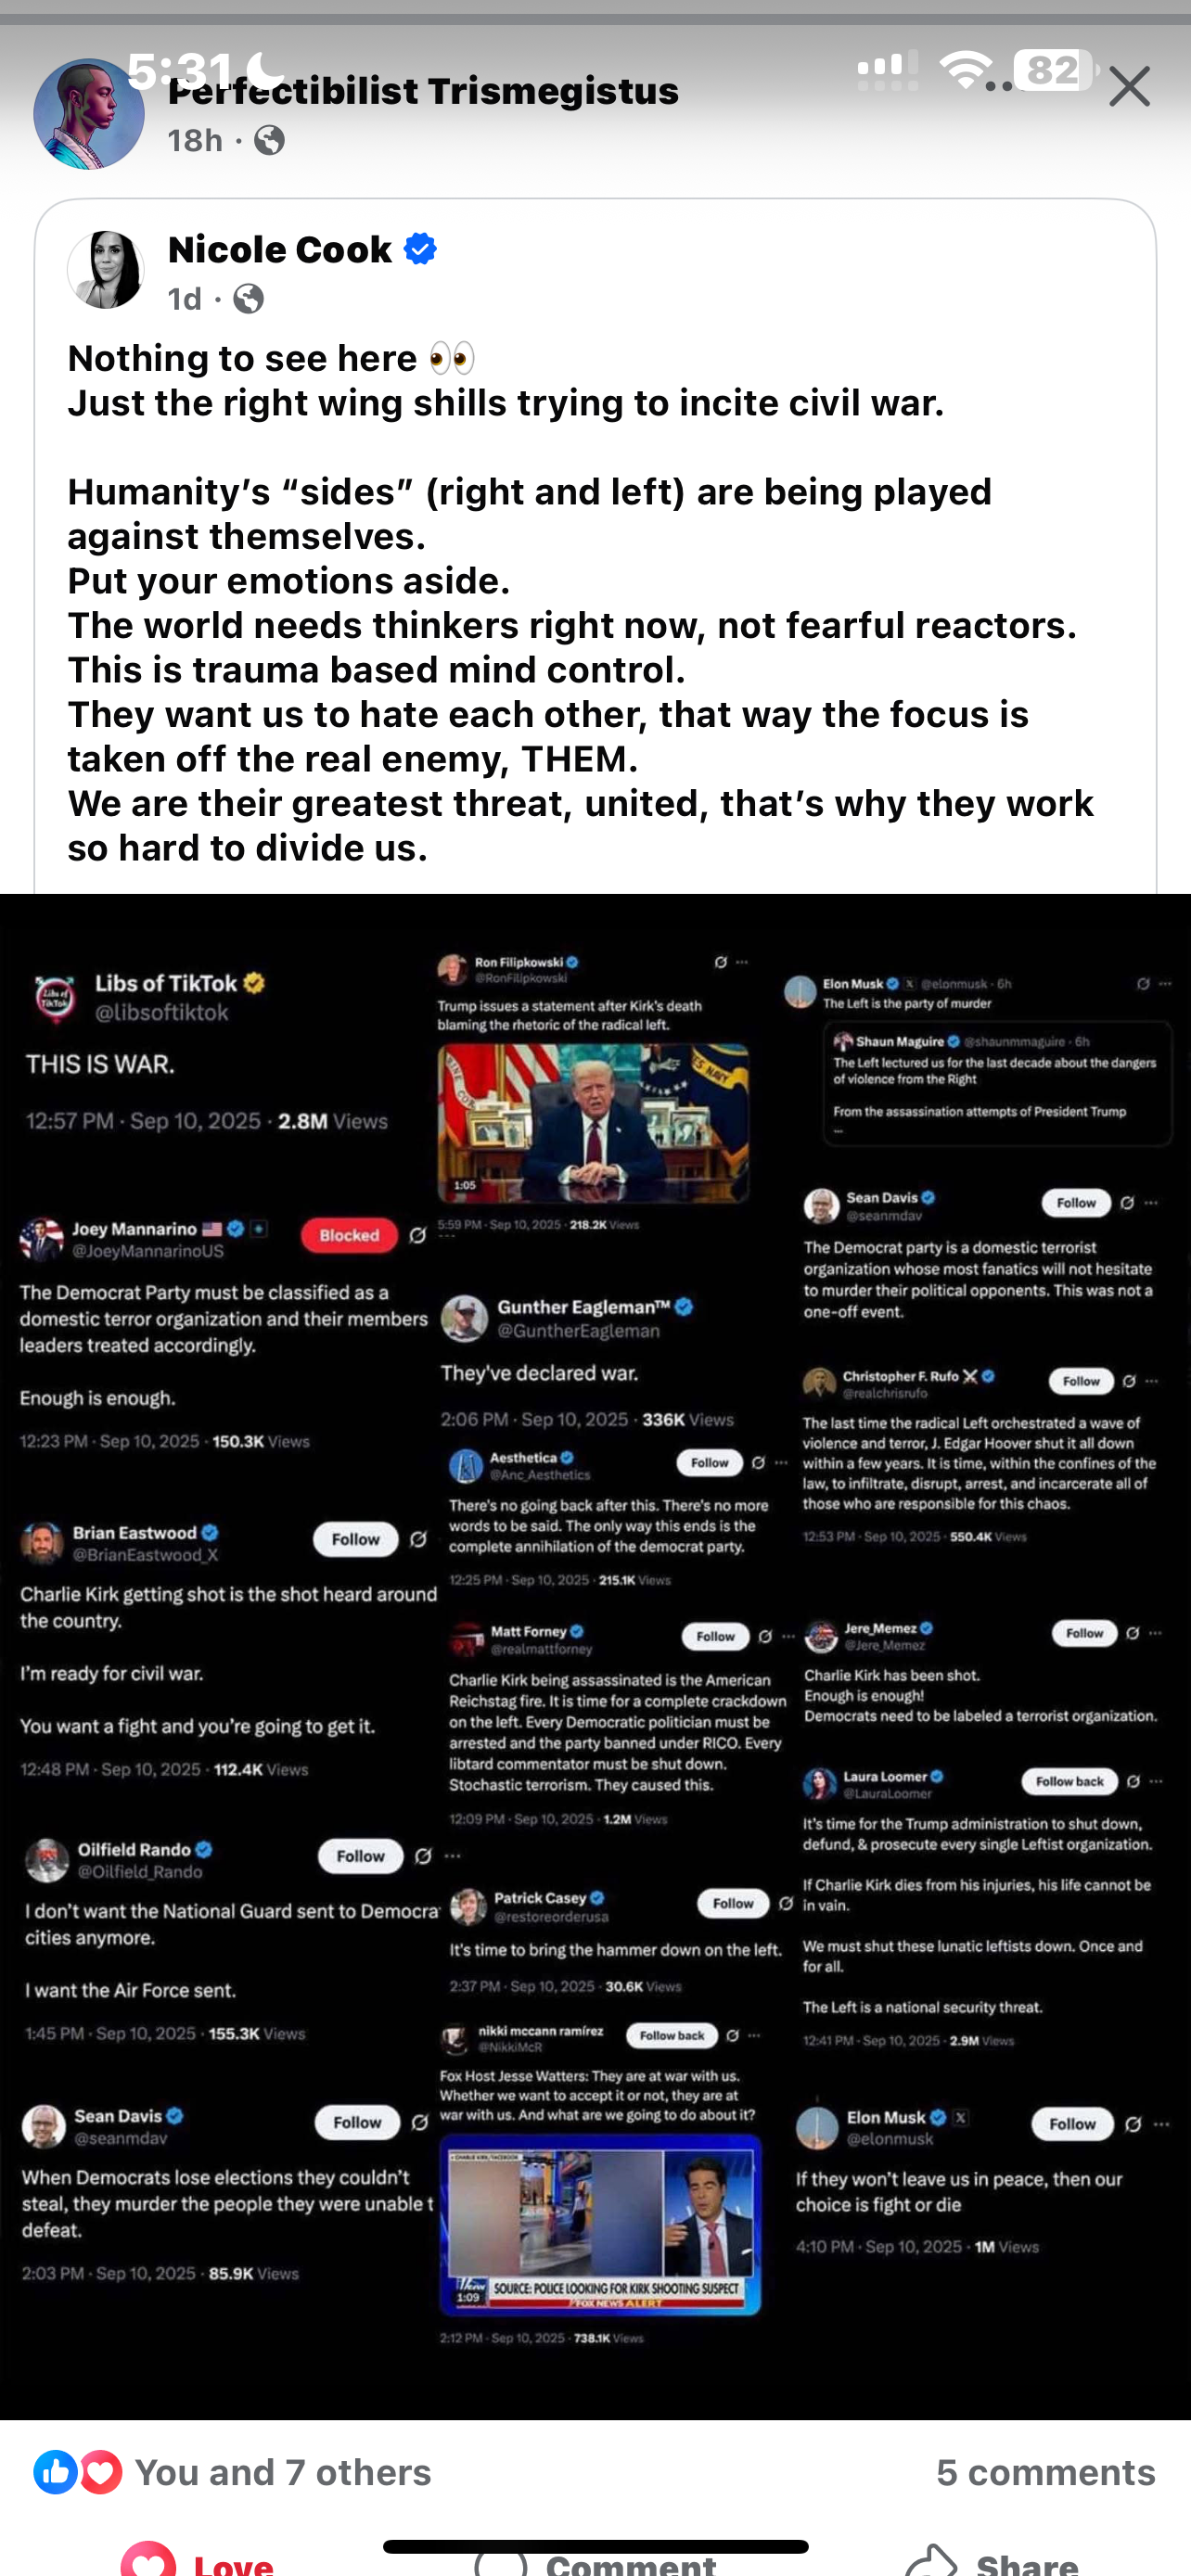 5:31
82
Perfectibilist Trismegistus
18h ·
Nicole Cook
1d ·
Nothing to see here 👀
Just the right wing shills trying to incite civil war.
Humanity’s “sides” (right and left) are being played
against themselves.
Put your emotions aside.
The world needs thinkers right now, not fearful reactors.
This is trauma based mind control.
They want us to hate each other, that way the focus is
taken off the real enemy, THEM.
We are their greatest threat, united, that’s why they work
so hard to divide us.
Libs of TikTok
@libsoftiktok
THIS IS WAR.
12:57 PM · Sep 10, 2025 · 2.8M Views
Joey Mannarino
@JoeyMannarinoUS
Blocked
The Democrat Party must be classified as a
domestic terror organization and their members
leaders treated accordingly.
Enough is enough.
12:23 PM · Sep 10, 2025 · 150.3K Views
Brian Eastwood
@BrianEastwood_X
Follow
Charlie Kirk getting shot is the shot heard around
the country.
I’m ready for civil war.
You want a fight and you’re going to get it.
12:48 PM · Sep 10, 2025 · 112.4K Views
Oilfield Rando
@Oilfield_Rando
Follow
I don’t want the National Guard sent to Democra
cities anymore.
I want the Air Force sent.
1:45 PM · Sep 10, 2025 · 155.3K Views
Sean Davis
@seanmdav
Follow
When Democrats lose elections they couldn’t
steal, they murder the people they were unable t
defeat.
2:03 PM · Sep 10, 2025 · 85.9K Views
Ron Filipkowski
@RonFilipkowski
Trump issues a statement after Kirk’s death
blaming the rhetoric of the radical left.
1:05
5:59 PM · Sep 10, 2025 · 218.2K Views
Gunther Eagleman™
@GuntherEagleman
They've declared war.
2:06 PM · Sep 10, 2025 · 336K Views
Aesthetica
@Anc_Aesthetics
Follow
There's no going back after this. There's no more
words to be said. The only way this ends is the
complete annihilation of the democrat party.
12:25 PM · Sep 10, 2025 · 215.1K Views
Matt Forney
@realmattforney
Follow
Charlie Kirk being assassinated is the American
Reichstag fire. It is time for a complete crackdown
on the left. Every Democratic politician must be
arrested and the party banned under RICO. Every
libtard commentator must be shut down.
Stochastic terrorism. They caused this.
12:09 PM · Sep 10, 2025 · 1.2M Views
Patrick Casey
@restoreorderusa
Follow
It's time to bring the hammer down on the left.
2:37 PM · Sep 10, 2025 · 30.6K Views
nikki mccann ramírez
@NikkiMcR
Follow back
Fox Host Jesse Watters: They are at war with us.
Whether we want to accept it or not, they are at
war with us. And what are we going to do about it?
CHARLIE KIRK/FACEBOOK
1:09
SOURCE: POLICE LOOKING FOR KIRK SHOOTING SUSPECT
FOX NEWS ALERT
2:12 PM · Sep 10, 2025 · 738.1K Views
Elon Musk @elonmusk · 6h
The Left is the party of murder
Shaun Maguire @shaunmmaguire · 6h
The Left lectured us for the last decade about the dangers
of violence from the Right
From the assassination attempts of President Trump
...
Sean Davis
@seanmdav
Follow
The Democrat party is a domestic terrorist
organization whose most fanatics will not hesitate
to murder their political opponents. This was not a
one-off event.
Christopher F. Rufo
@realchrisrufo
Follow
The last time the radical Left orchestrated a wave of
violence and terror, J. Edgar Hoover shut it all down
within a few years. It is time, within the confines of the
law, to infiltrate, disrupt, arrest, and incarcerate all of
those who are responsible for this chaos.
12:53 PM · Sep 10, 2025 · 550.4K Views
Jere_Memez
@Jere_Memez
Follow
Charlie Kirk has been shot.
Enough is enough!
Democrats need to be labeled a terrorist organization.
Laura Loomer
@LauraLoomer
Follow back
It’s time for the Trump administration to shut down,
defund, & prosecute every single Leftist organization.
If Charlie Kirk dies from his injuries, his life cannot be
in vain.
We must shut these lunatic leftists down. Once and
for all.
The Left is a national security threat.
12:41 PM · Sep 10, 2025 · 2.9M Views
Elon Musk
@elonmusk
Follow
If they won’t leave us in peace, then our
choice is fight or die
4:10 PM · Sep 10, 2025 · 1M Views
You and 7 others
5 comments
Love
Comment
Share